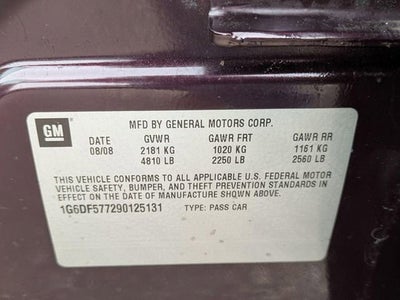 GM
MFD BY GENERAL MOTORS CORP.
DATE GVWR GAWR FRT GAWR RR
08/08 2181 KG 1020 KG 1161 KG
4810 LB 2250 LB 2560 LB
THIS VEHICLE CONFORMS TO ALL APPLICABLE U.S. FEDERAL MOTOR
VEHICLE SAFETY, BUMPER, AND THEFT PREVENTION STANDARDS IN
EFFECT ON THE DATE OF MANUFACTURE SHOWN ABOVE.
1G6DF577290125131 TYPE: PASS CAR